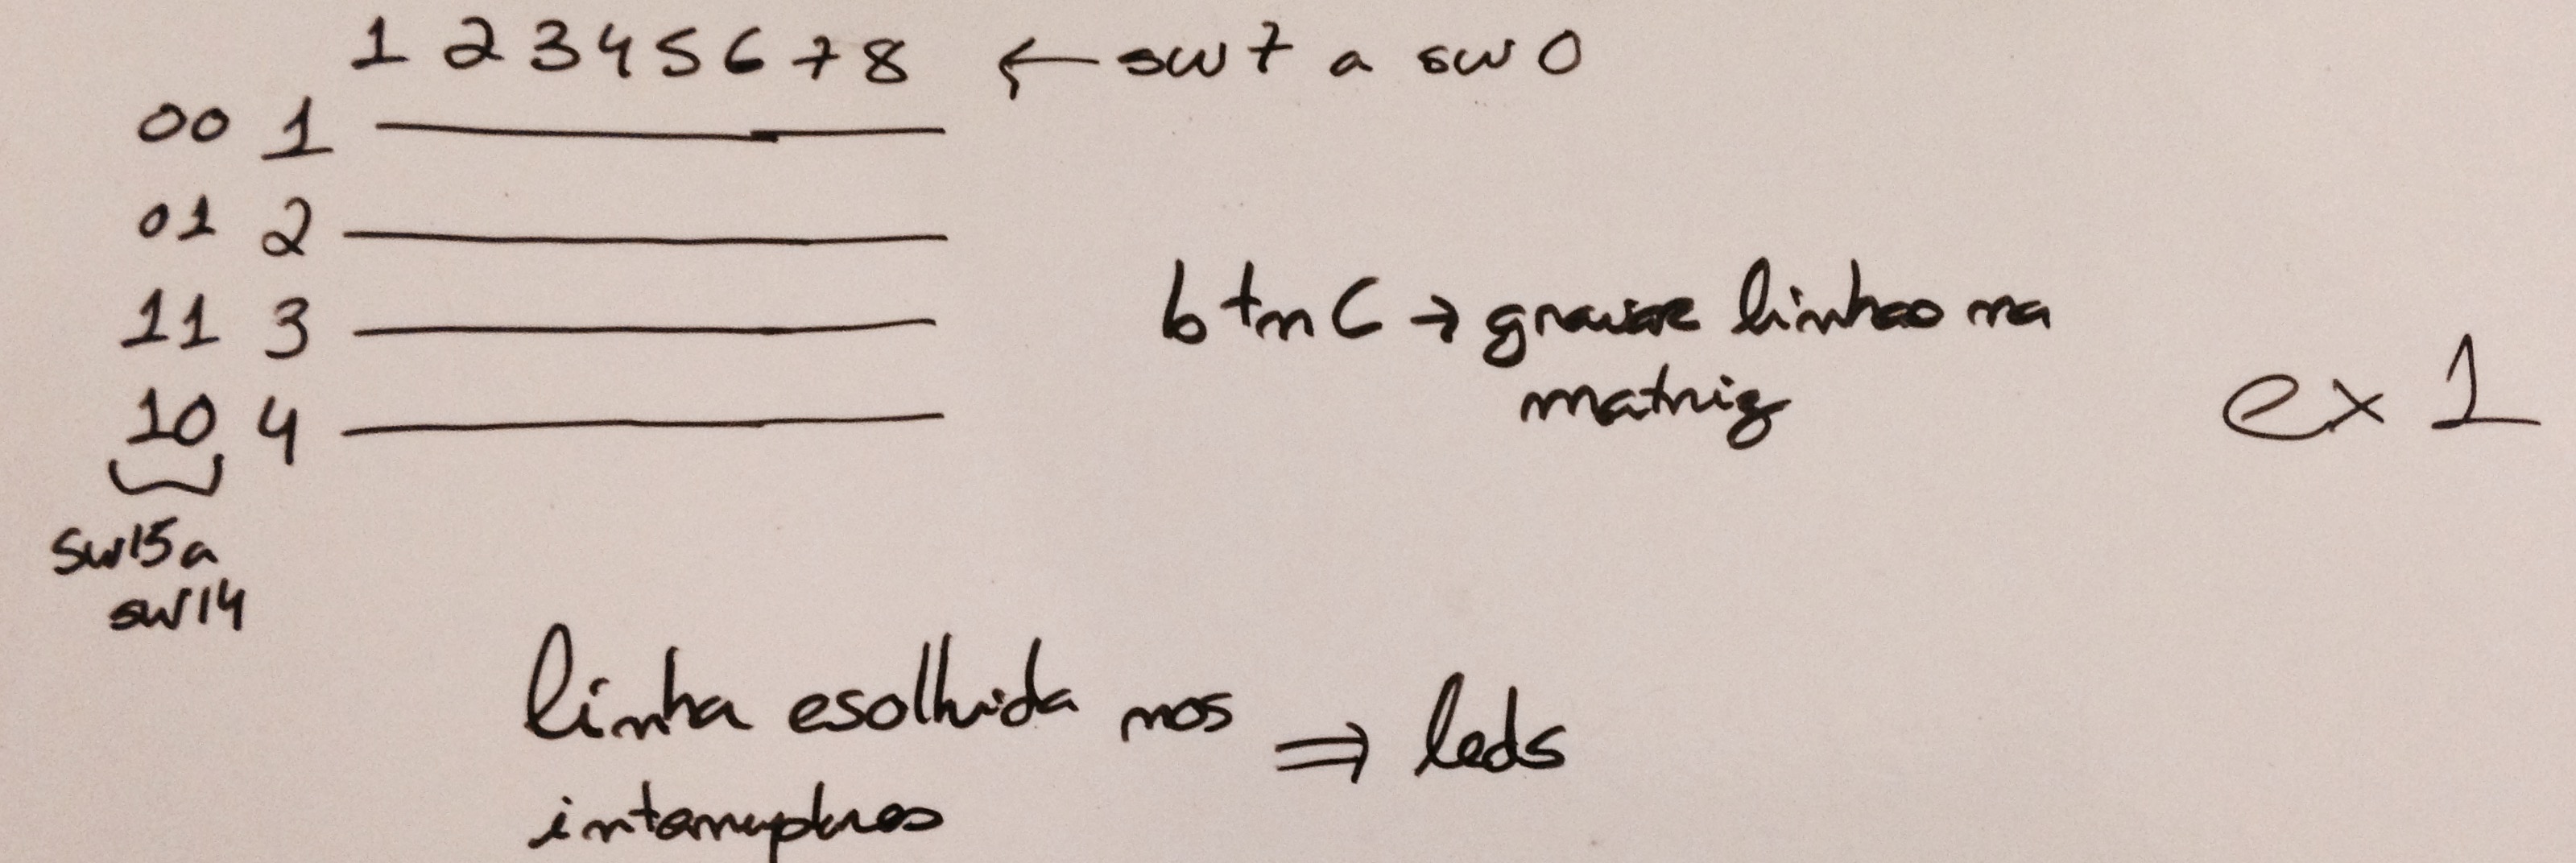 1 2 3 4 5 6 7 8 ← sw7 a sw0
00 1
01 2
11 3
10 4
sw15 a
sw14
btnC → gravar linhas na
matriz
ex 1
linha esolhida nos ⇒ leds
interruptores